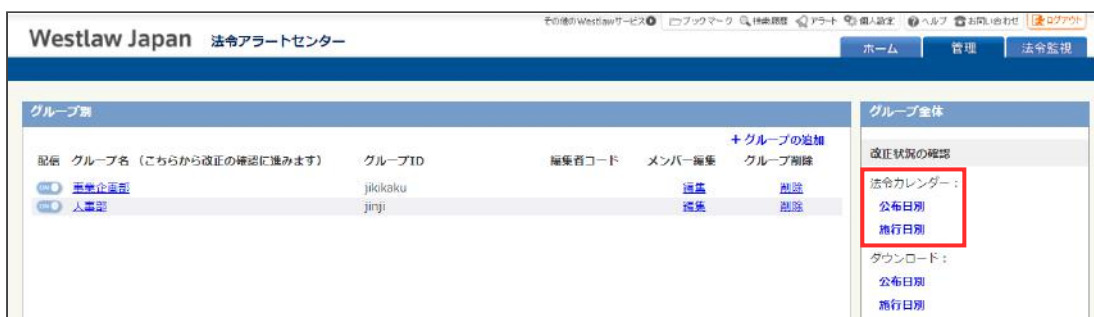 その他のWestlawサービス ブックマーク 検索履歴 アラート 個人設定 ヘルプ お問い合わせ ログアウト
Westlaw Japan 法令アラートセンター
ホーム 管理 法令監視
グループ別
+ グループの追加
配信 グループ名 (こちらから改正の確認に進みます) グループID 編集者コード メンバー編集 グループ削除
ON 事業企画部 jikikaku 編集 削除
ON 人事部 jinji 編集 削除
グループ全体
改正状況の確認
法令カレンダー:
公布日別
施行日別
ダウンロード:
公布日別
施行日別